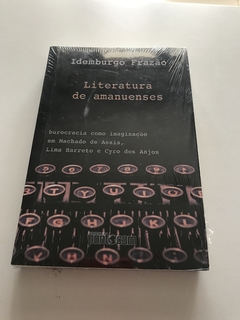 Idemburgo Frazão
Literatura
de amanuenses
burocracia como imaginação
em Machado de Assis,
Lima Barreto e Cyro dos Anjos